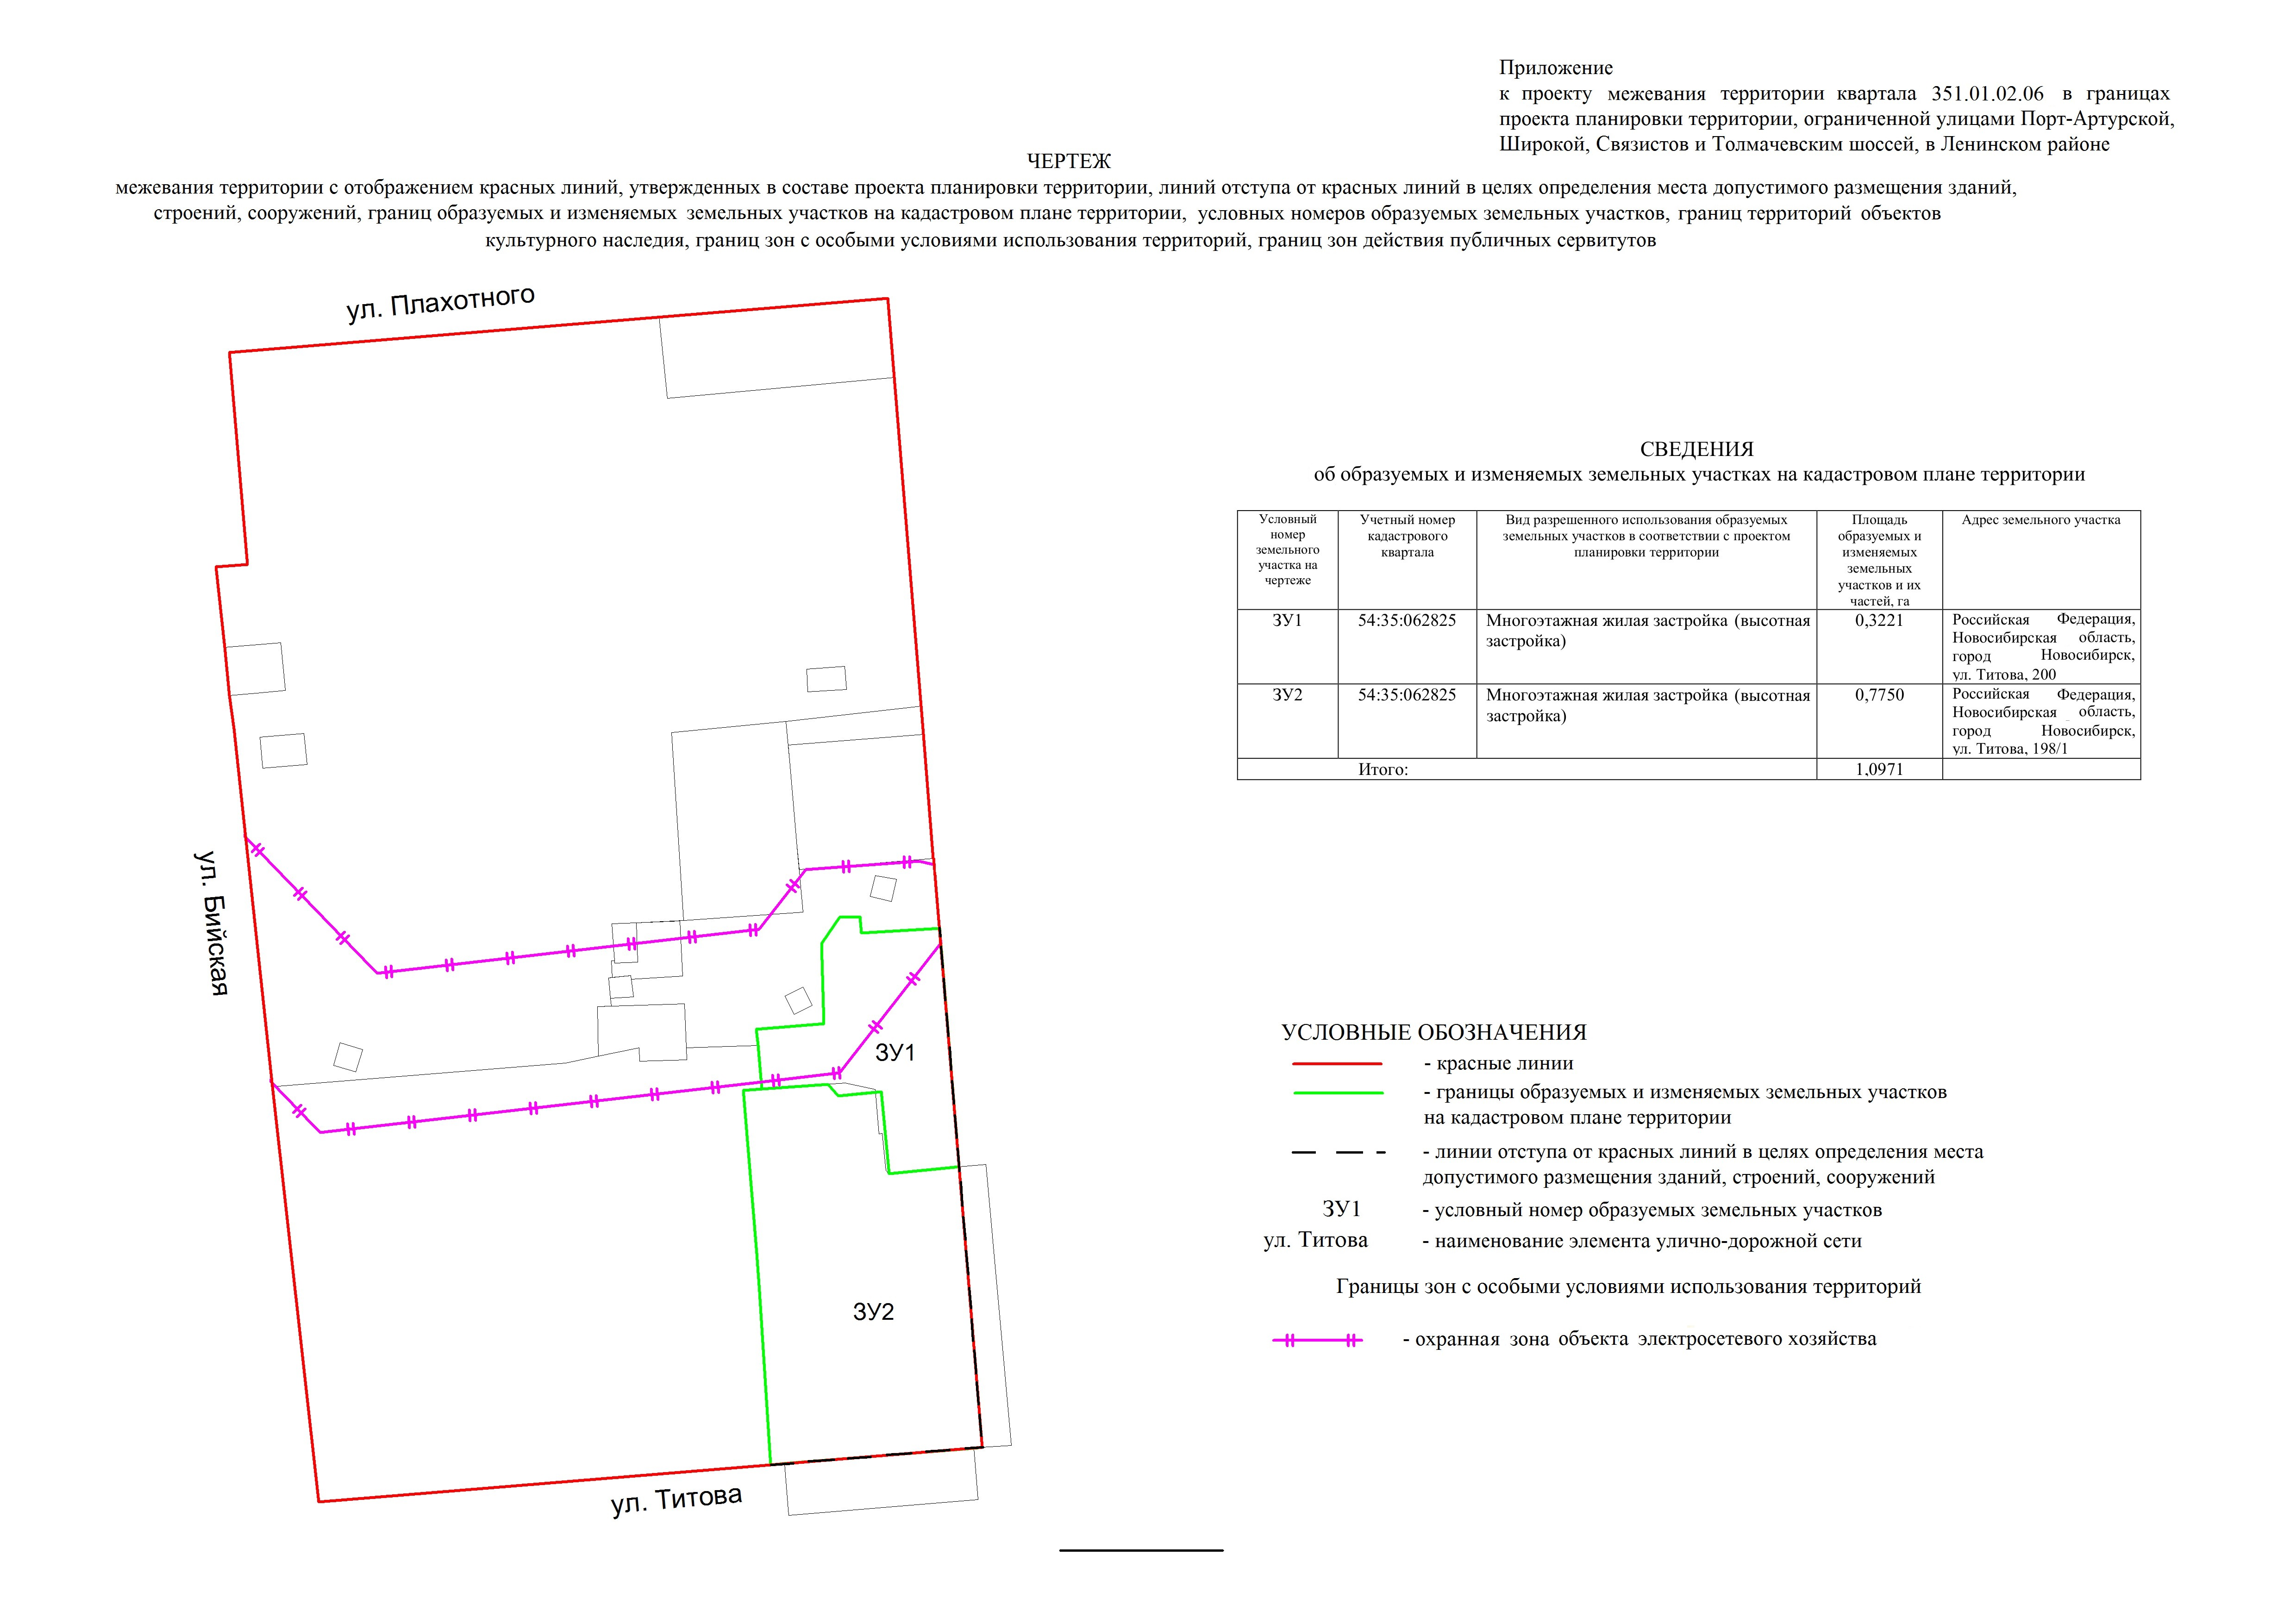 Приложение
к проекту межевания территории квартала 351.01.02.06 в границах
проекта планировки территории, ограниченной улицами Порт-Артурской,
Широкой, Связистов и Толмачевским шоссей, в Ленинском районе
ЧЕРТЕЖ
межевания территории с отображением красных линий, утвержденных в составе проекта планировки территории, линий отступа от красных линий в целях определения места допустимого размещения зданий,
строений, сооружений, границ образуемых и изменяемых земельных участков на кадастровом плане территории, условных номеров образуемых земельных участков, границ территорий объектов
культурного наследия, границ зон с особыми условиями использования территорий, границ зон действия публичных сервитутов
ул. Плахотного
ул. Бийская
ЗУ1
ЗУ2
ул. Титова
СВЕДЕНИЯ
об образуемых и изменяемых земельных участках на кадастровом плане территории
Условный
номер
земельного
участка на
чертеже
Учетный номер
кадастрового
квартала
Вид разрешенного использования образуемых
земельных участков в соответствии с проектом
планировки территории
Площадь
образуемых и
изменяемых
земельных
участков и их
частей, га
Адрес земельного участка
ЗУ1
54:35:062825
Многоэтажная жилая застройка (высотная
застройка)
0,3221
Российская Федерация,
Новосибирская область,
город Новосибирск,
ул. Титова, 200
ЗУ2
54:35:062825
Многоэтажная жилая застройка (высотная
застройка)
0,7750
Российская Федерация,
Новосибирская область,
город Новосибирск,
ул. Титова, 198/1
Итого:
1,0971
УСЛОВНЫЕ ОБОЗНАЧЕНИЯ
- красные линии
- границы образуемых и изменяемых земельных участков
на кадастровом плане территории
- линии отступа от красных линий в целях определения места
допустимого размещения зданий, строений, сооружений
ЗУ1 - условный номер образуемых земельных участков
ул. Титова - наименование элемента улично-дорожной сети
Границы зон с особыми условиями использования территорий
- охранная зона объекта электросетевого хозяйства